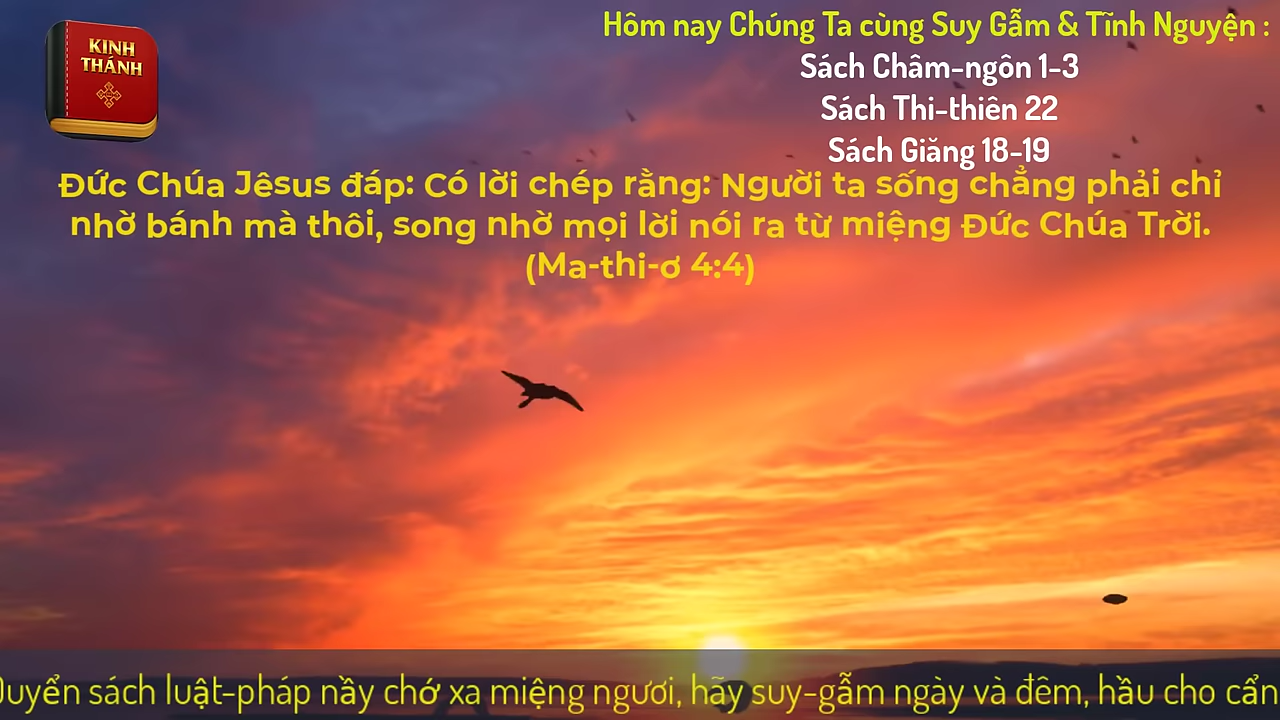 KINH
THÁNH
Hôm nay Chúng Ta cùng Suy Gẫm & Tĩnh Nguyện :
Sách Châm-ngôn 1-3
Sách Thi-thiên 22
Sách Giăng 18-19
Đức Chúa Jêsus đáp: Có lời chép rằng: Người ta sống chẳng phải chỉ
nhờ bánh mà thôi, song nhờ mọi lời nói ra từ miệng Đức Chúa Trời.
(Ma-thi-ơ 4:4)
Quyển sách luật-pháp nầy chớ xa miệng ngươi, hãy suy-gẫm ngày và đêm, hầu cho cẩn